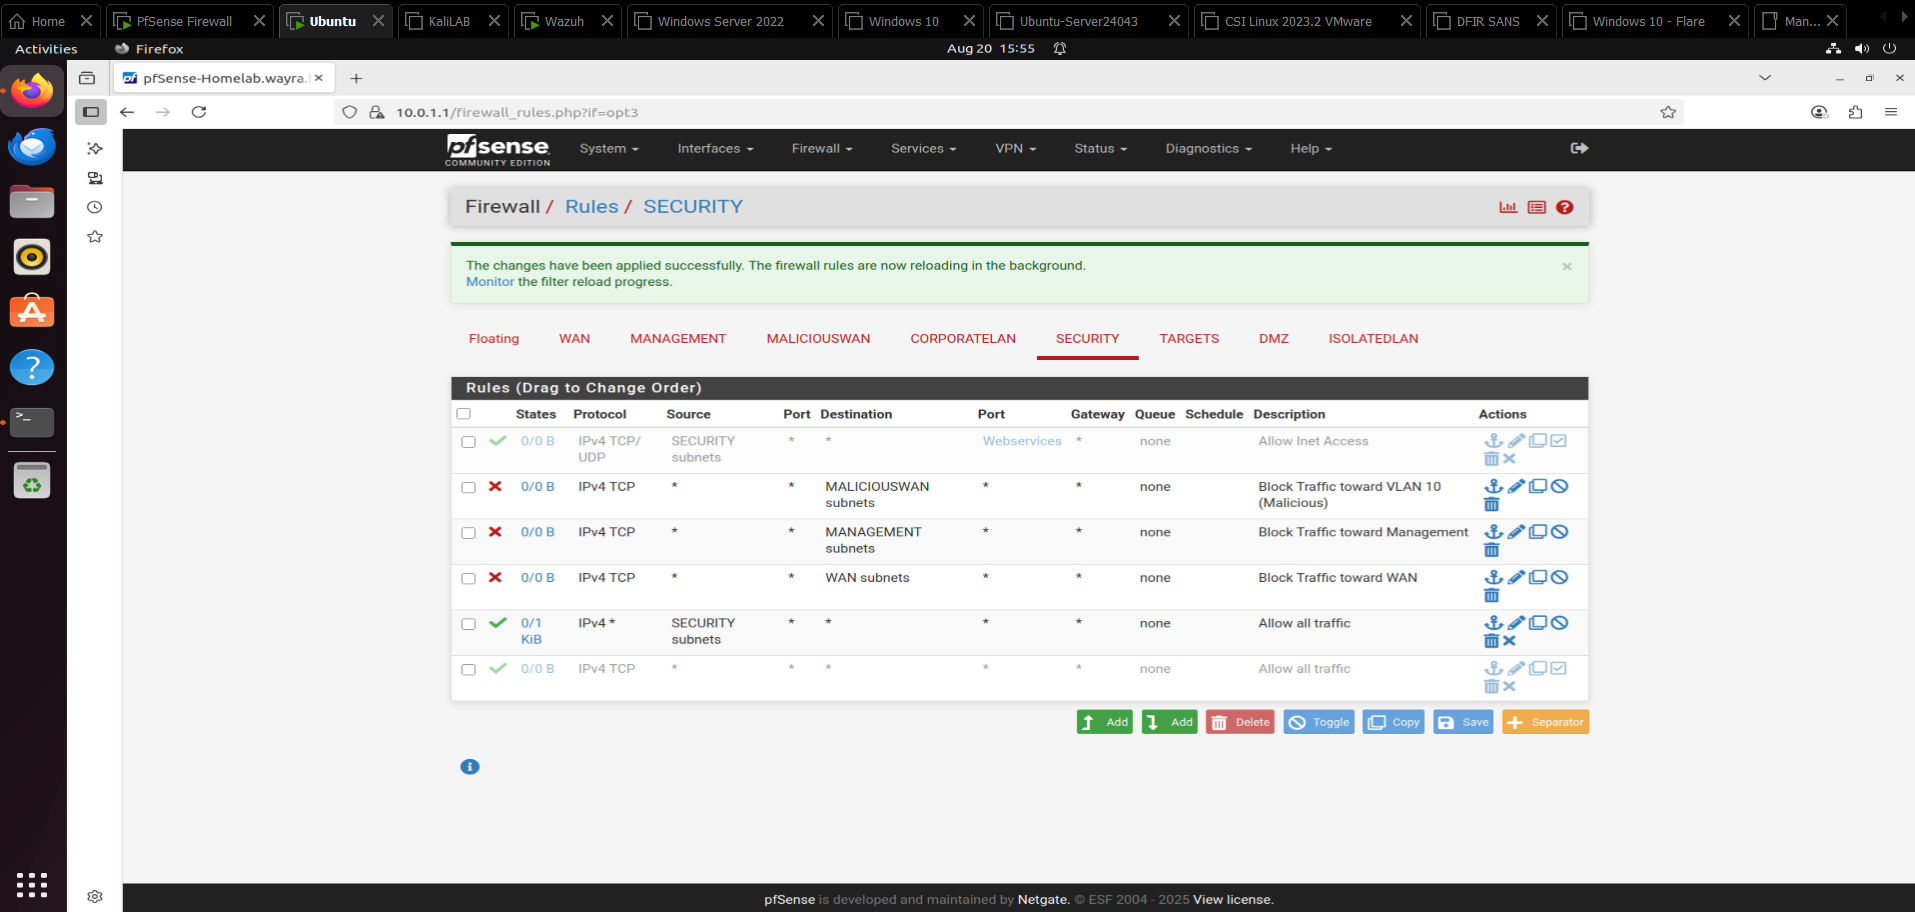 Home
PfSense Firewall
Ubuntu
KaliLAB
Wazuh
Windows Server 2022
Windows 10
Ubuntu-Server24043
CSI Linux 2023.2 VMware
DFIR SANS
Windows 10 - Flare
Man...
Activities
Firefox
Aug 20 15:55
pfSense-Homelab.wayra.
10.0.1.1/firewall_rules.php?if=opt3
pfsense
COMMUNITY EDITION
System
Interfaces
Firewall
Services
VPN
Status
Diagnostics
Help
Firewall / Rules / SECURITY
The changes have been applied successfully. The firewall rules are now reloading in the background.
Monitor the filter reload progress.
Floating WAN MANAGEMENT MALICIOUSWAN CORPORATELAN SECURITY TARGETS DMZ ISOLATEDLAN
Rules (Drag to Change Order)
States Protocol Source Port Destination Port Gateway Queue Schedule Description Actions
0/0 B IPv4 TCP/ SECURITY * * Webservices * none Allow Inet Access
UDP subnets
0/0 B IPv4 TCP * * MALICIOUSWAN * * none Block Traffic toward VLAN 10
subnets (Malicious)
0/0 B IPv4 TCP * * MANAGEMENT * * none Block Traffic toward Management
subnets
0/0 B IPv4 TCP * * WAN subnets * * none Block Traffic toward WAN
0/1 IPv4 * SECURITY * * * * none Allow all traffic
KiB subnets
0/0 B IPv4 TCP * * * * * none Allow all traffic
Add
Add
Delete
Toggle
Copy
Save
Separator
pfSense is developed and maintained by Netgate. © ESF 2004 - 2025 View license.